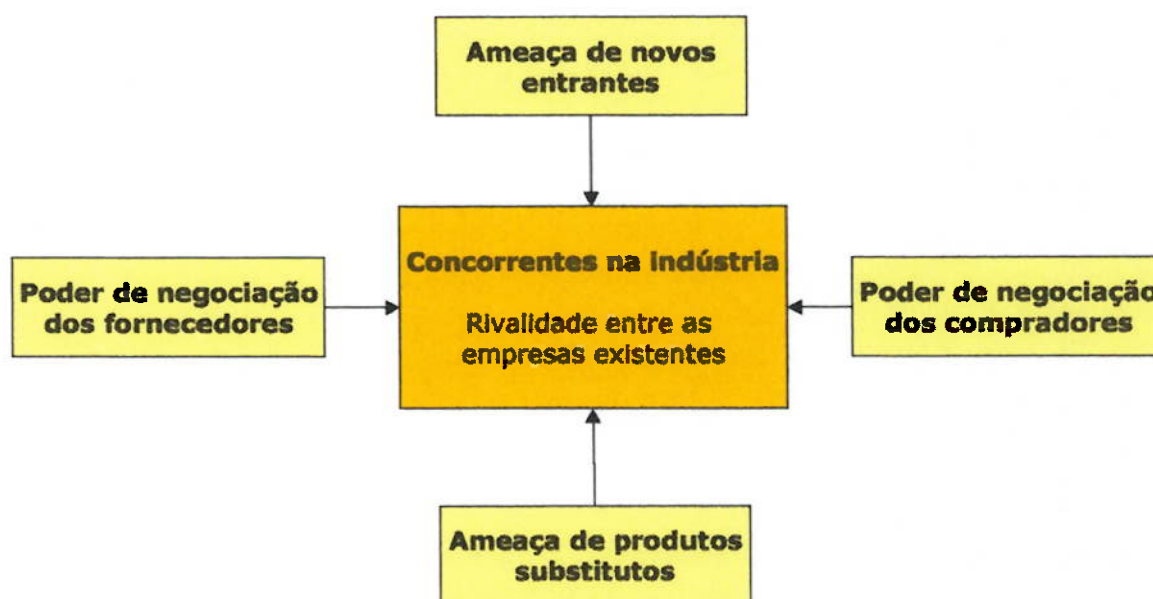 Ameaça de novos
entrantes
Concorrentes na indústria
Poder de negociação
dos fornecedores
Rivalidade entre as
empresas existentes
Poder de negociação
dos compradores
Ameaça de produtos
substitutos